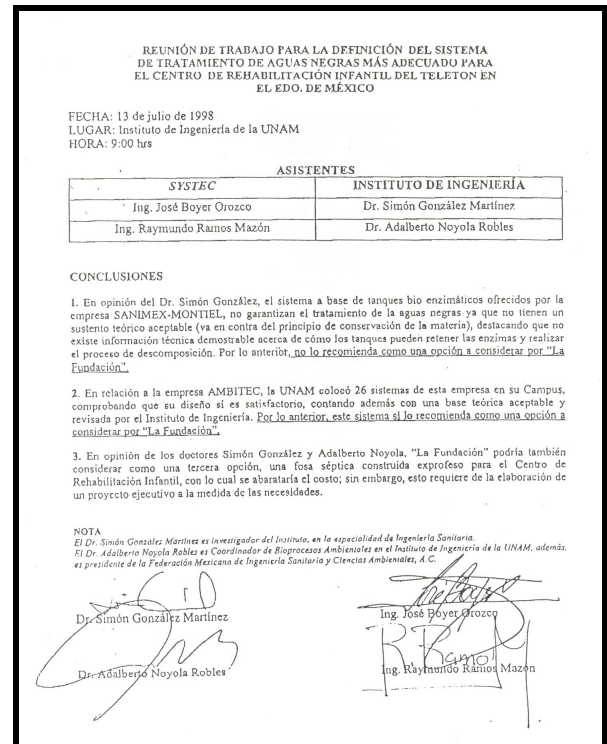 REUNIÓN DE TRABAJO PARA LA DEFINICIÓN DEL SISTEMA
DE TRATAMIENTO DE AGUAS NEGRAS MÁS ADECUADO PARA
EL CENTRO DE REHABILITACIÓN INFANTIL DEL TELETON EN
EL EDO. DE MÉXICO
FECHA: 13 de julio de 1998
LUGAR: Instituto de Ingeniería de la UNAM
HORA: 9:00 hrs
ASISTENTES
SYSTEC INSTITUTO DE INGENIERÍA
Ing. José Boyer Orozco Dr. Simón González Martínez
Ing. Raymundo Ramos Mazón Dr. Adalberto Noyola Robles
CONCLUSIONES
1. En opinión del Dr. Simón González, el sistema a base de tanques bio enzimáticos ofrecidos por la
empresa SANIMEX-MONTIEL, no garantizan el tratamiento de la aguas negras ya que no tienen un
sustento teórico aceptable (va en contra del principio de conservación de la materia), destacando que no
existe información técnica demostrable acerca de cómo los tanques pueden retener las enzimas y realizar
el proceso de descomposición. Por lo anterior, no lo recomienda como una opción a considerar por "La
Fundación".
2. En relación a la empresa AMBITEC, la UNAM colocó 26 sistemas de esta empresa en su Campus,
comprobando que su diseño si es satisfactorio, contando además con una base teórica aceptable y
revisada por el Instituto de Ingeniería. Por lo anterior, este sistema sí lo recomienda como una opción a
considerar por "La Fundación".
3. En opinión de los doctores Simón González y Adalberto Noyola, "La Fundación" podría también
considerar como una tercera opción, una fosa séptica construida exprofeso para el Centro de
Rehabilitación Infantil, con lo cual se abarataría el costo; sin embargo, esto requiere de la elaboración de
un proyecto ejecutivo a la medida de las necesidades.
NOTA
El Dr. Simón González Martínez es investigador del Instituto, en la especialidad de Ingeniería Sanitaria.
El Dr. Adalberto Noyola Robles es Coordinador de Bioprocesos Ambientales en el Instituto de Ingeniería de la UNAM, además,
es presidente de la Federación Mexicana de Ingeniería Sanitaria y Ciencias Ambientales, A.C.
Dr. Simón González Martínez Ing. José Boyer Orozco
Dr. Adalberto Noyola Robles Ing. Raymundo Ramos Mazón